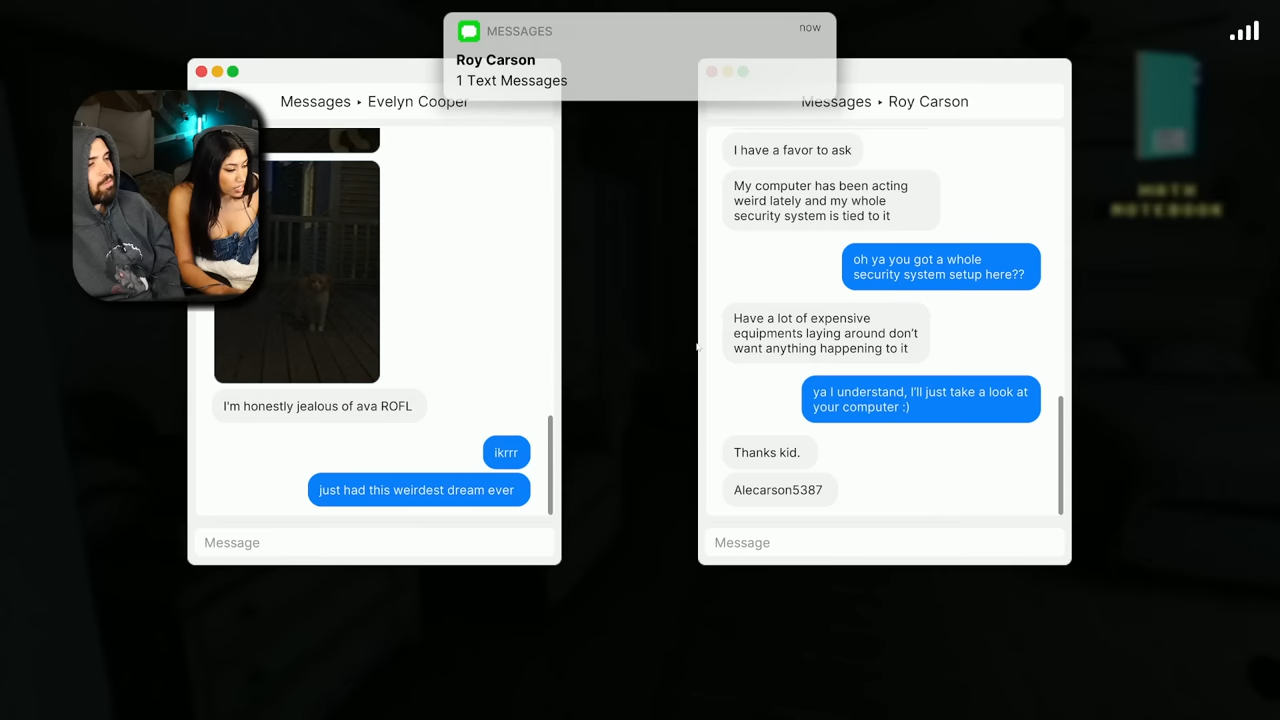 MESSAGES
now
Roy Carson
1 Text Messages
Messages ▸ Evelyn Cooper
I'm honestly jealous of ava ROFL
ikrrr
just had this weirdest dream ever
Message
Messages ▸ Roy Carson
I have a favor to ask
My computer has been acting
weird lately and my whole
security system is tied to it
oh ya you got a whole
security system setup here??
Have a lot of expensive
equipments laying around don't
want anything happening to it
ya I understand, I'll just take a look at
your computer :)
Thanks kid.
Alecarson5387
Message
MATH
NOTEBOOK